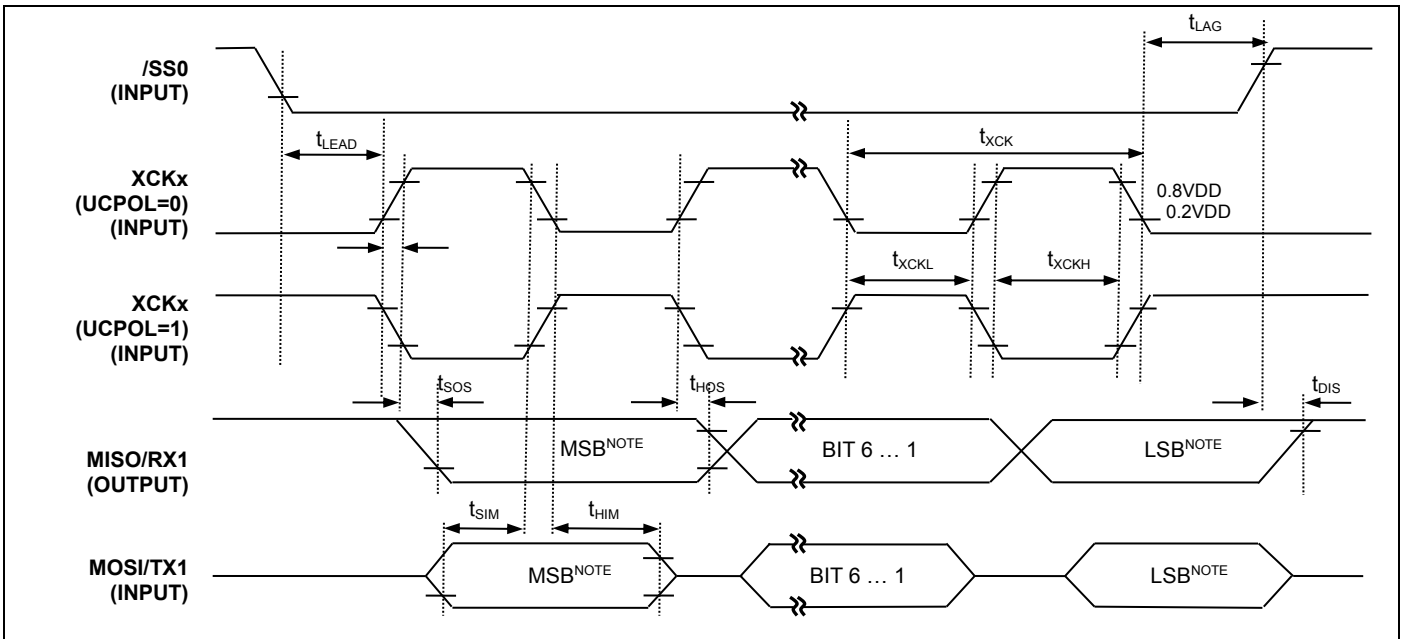 tLAG
/SS0
(INPUT)
tLEAD
tXCK
XCKx
(UCPOL=0)
(INPUT)
0.8VDD
0.2VDD
tXCKL
tXCKH
XCKx
(UCPOL=1)
(INPUT)
tSOS
tHOS
tDIS
MISO/RX1
(OUTPUT)
MSBNOTE
BIT 6 … 1
LSBNOTE
tSIM
tHIM
MOSI/TX1
(INPUT)
MSBNOTE
BIT 6 … 1
LSBNOTE